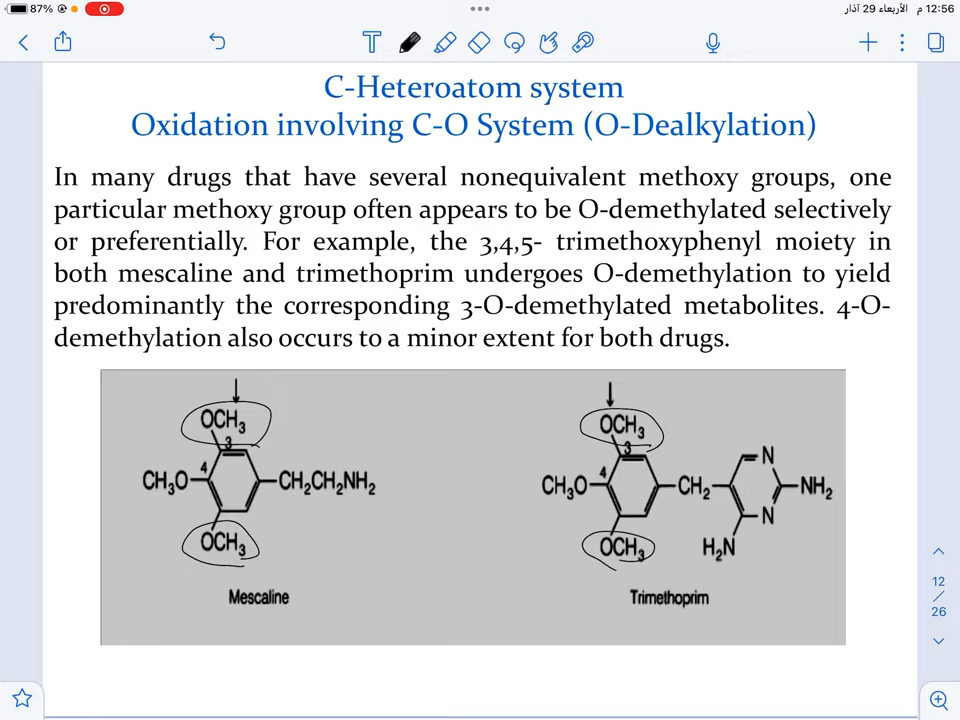 87%
12:56 م الأربعاء 29 آذار
T
C-Heteroatom system
Oxidation involving C-O System (O-Dealkylation)
In many drugs that have several nonequivalent methoxy groups, one
particular methoxy group often appears to be O-demethylated selectively
or preferentially. For example, the 3,4,5- trimethoxyphenyl moiety in
both mescaline and trimethoprim undergoes O-demethylation to yield
predominantly the corresponding 3-O-demethylated metabolites. 4-O-
demethylation also occurs to a minor extent for both drugs.
OCH₃
3
4
CH₃O
CH₂CH₂NH₂
OCH₃
Mescaline
OCH₃
3
4
CH₃O
CH₂
N
NH₂
N
OCH₃
H₂N
Trimethoprim
12
/
26